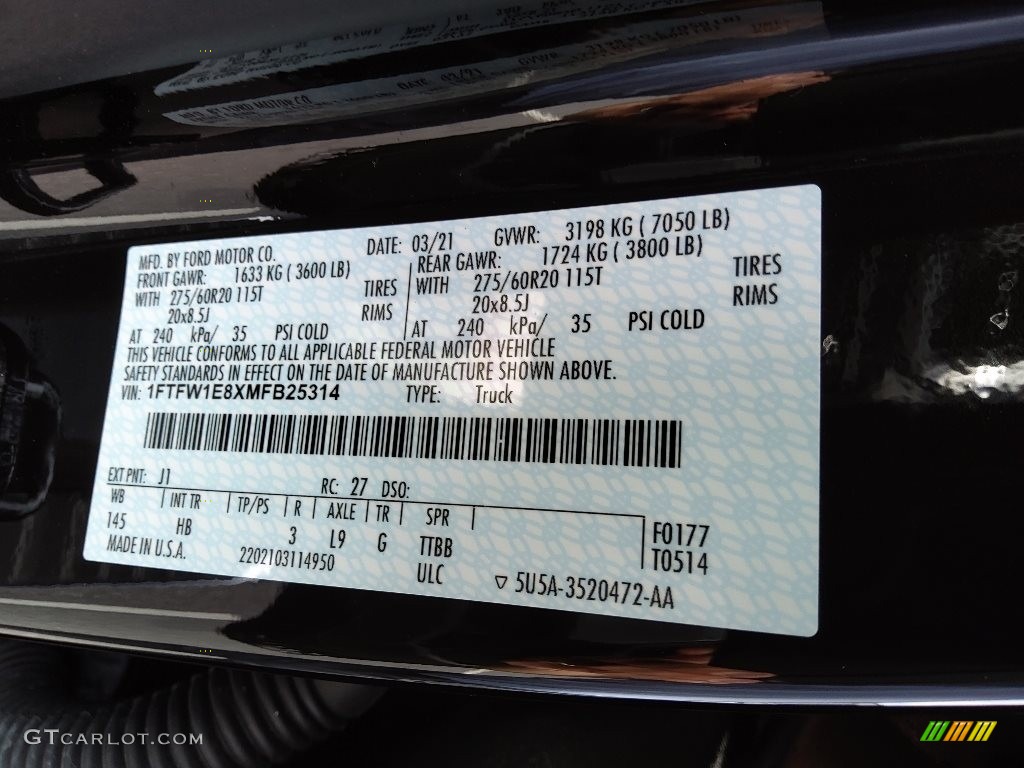 MFD. BY FORD MOTOR CO. DATE: 03/21 GVWR: 3198 KG ( 7050 LB)
FRONT GAWR: 1633 KG ( 3600 LB) REAR GAWR: 1724 KG ( 3800 LB)
WITH 275/60R20 115T TIRES WITH 275/60R20 115T TIRES
20x8.5J RIMS 20x8.5J RIMS
AT 240 kPa/ 35 PSI COLD AT 240 kPa/ 35 PSI COLD
THIS VEHICLE CONFORMS TO ALL APPLICABLE FEDERAL MOTOR VEHICLE
SAFETY STANDARDS IN EFFECT ON THE DATE OF MANUFACTURE SHOWN ABOVE.
VIN: 1FTFW1E8XMFB25314 TYPE: Truck
EXT PNT: J1 RC: 27 DSO:
WB INT TR TP/PS R AXLE TR SPR
145 HB 3 L9 G TTBB F0177
MADE IN U.S.A. 2202103114950 ULC T0514
▽ 5U5A-3520472-AA
GTCARLOT.COM